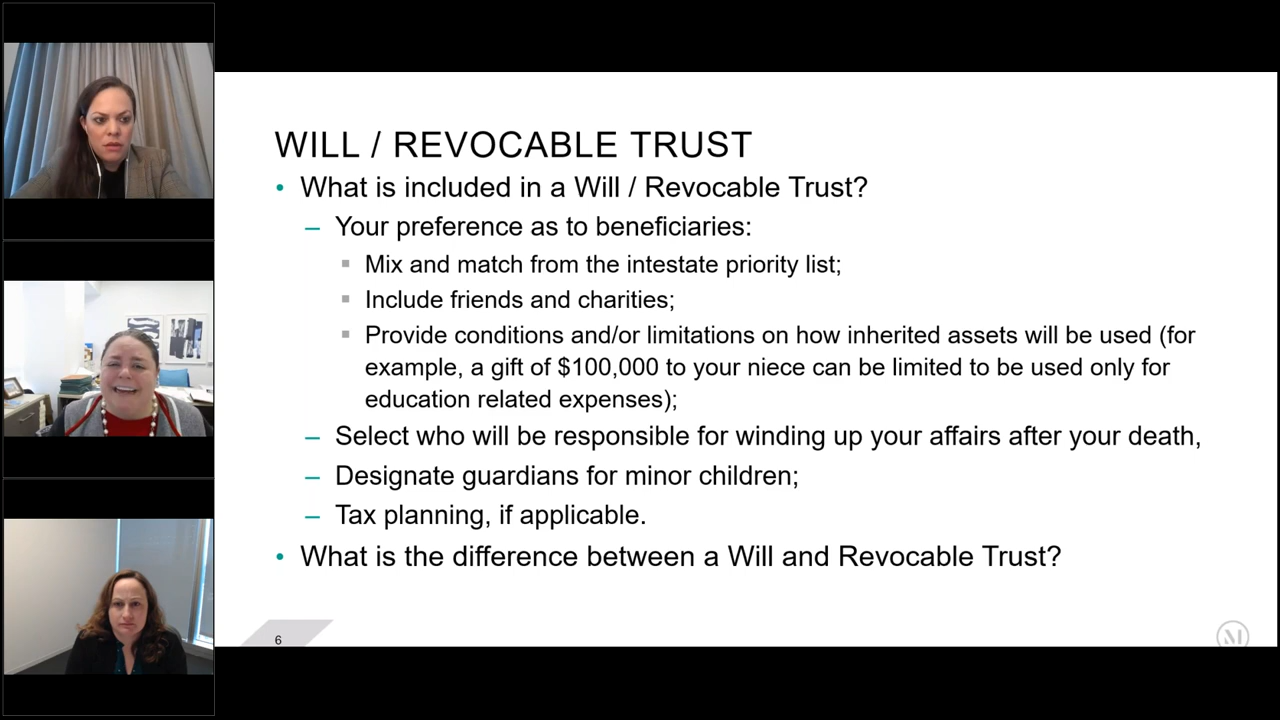 WILL / REVOCABLE TRUST
• What is included in a Will / Revocable Trust?
– Your preference as to beneficiaries:
▪ Mix and match from the intestate priority list;
▪ Include friends and charities;
▪ Provide conditions and/or limitations on how inherited assets will be used (for
example, a gift of $100,000 to your niece can be limited to be used only for
education related expenses);
– Select who will be responsible for winding up your affairs after your death,
– Designate guardians for minor children;
– Tax planning, if applicable.
• What is the difference between a Will and Revocable Trust?
6
M